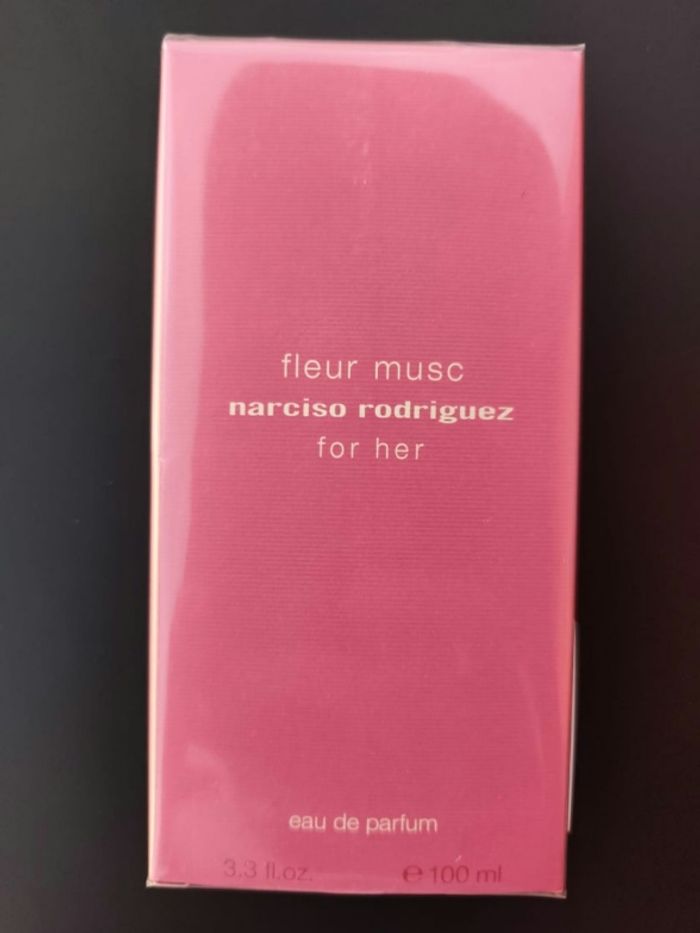 fleur musc
narciso rodriguez
for her
eau de parfum
3.3 fl.oz. e 100 ml